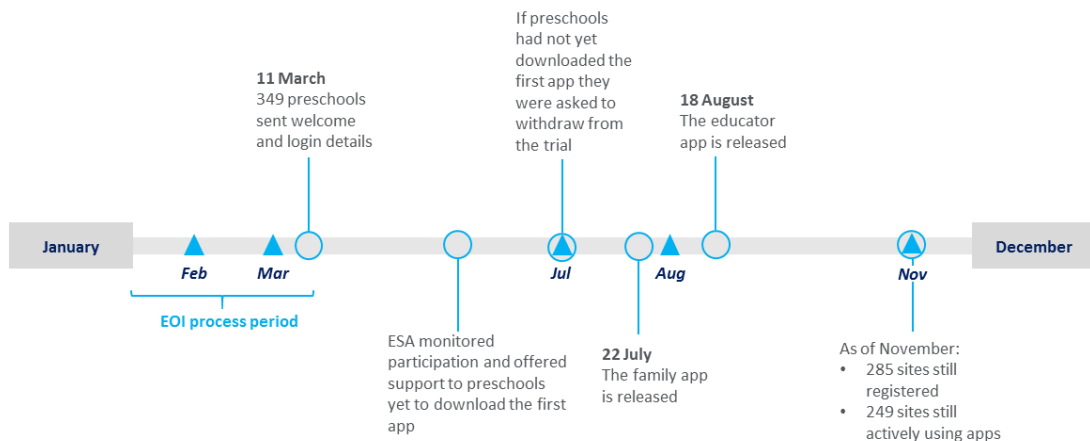 If preschools
had not yet
downloaded the
first app they
were asked to
withdraw from
the trial
11 March
349 preschools
sent welcome
and login details
18 August
The educator
app is released
January
December
Feb
Mar
Jul
Aug
Nov
EOI process period
ESA monitored
participation and offered
support to preschools
yet to download the first
app
22 July
The family app
is released
As of November:
• 285 sites still
registered
• 249 sites still
actively using apps